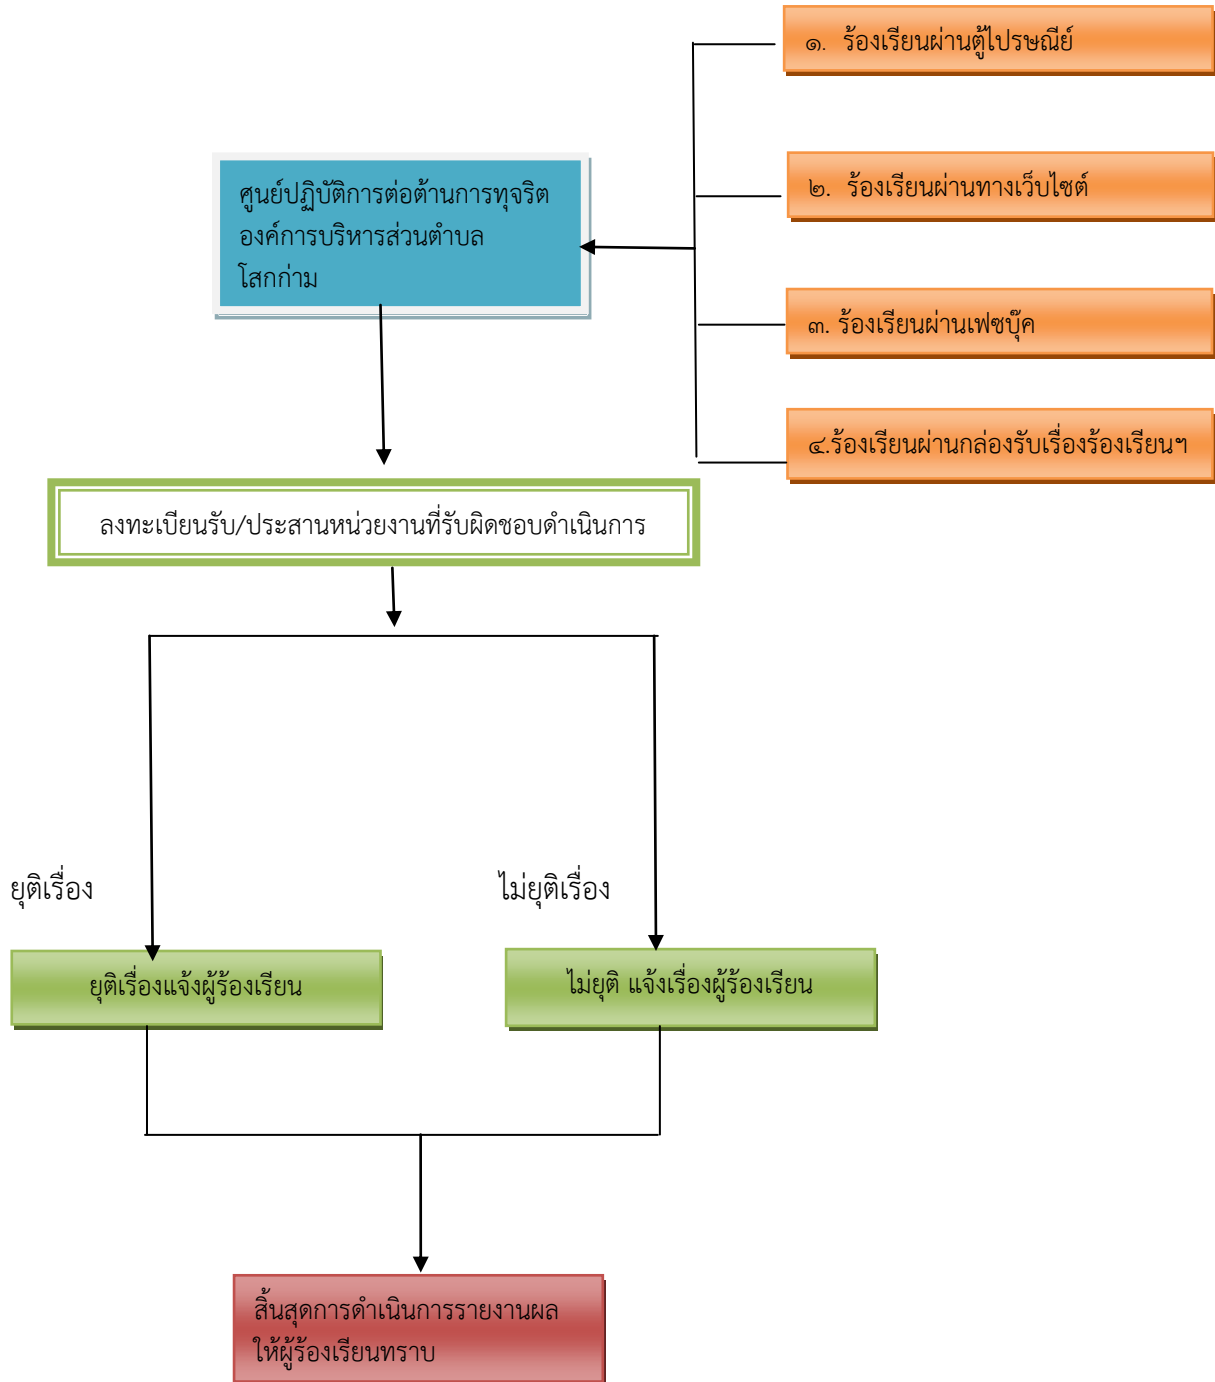 ๑. ร้องเรียนผ่านตู้ไปรษณีย์
๒. ร้องเรียนผ่านทางเว็บไซต์
ศูนย์ปฏิบัติการต่อต้านการทุจริต
องค์การบริหารส่วนตำบล
โสกก่าม
๓. ร้องเรียนผ่านเฟซบุ๊ค
๔.ร้องเรียนผ่านกล่องรับเรื่องร้องเรียนฯ
ลงทะเบียนรับ/ประสานหน่วยงานที่รับผิดชอบดำเนินการ
ยุติเรื่อง
ไม่ยุติเรื่อง
ยุติเรื่องแจ้งผู้ร้องเรียน
ไม่ยุติ แจ้งเรื่องผู้ร้องเรียน
สิ้นสุดการดำเนินการรายงานผล
ให้ผู้ร้องเรียนทราบ